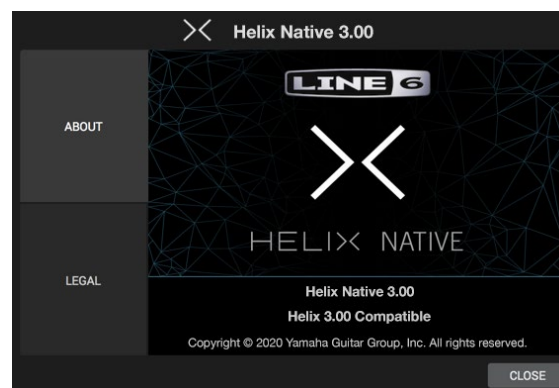 Helix Native 3.00
ABOUT
LINE 6
HELIX NATIVE
LEGAL
Helix Native 3.00
Helix 3.00 Compatible
Copyright © 2020 Yamaha Guitar Group, Inc. All rights reserved.
CLOSE